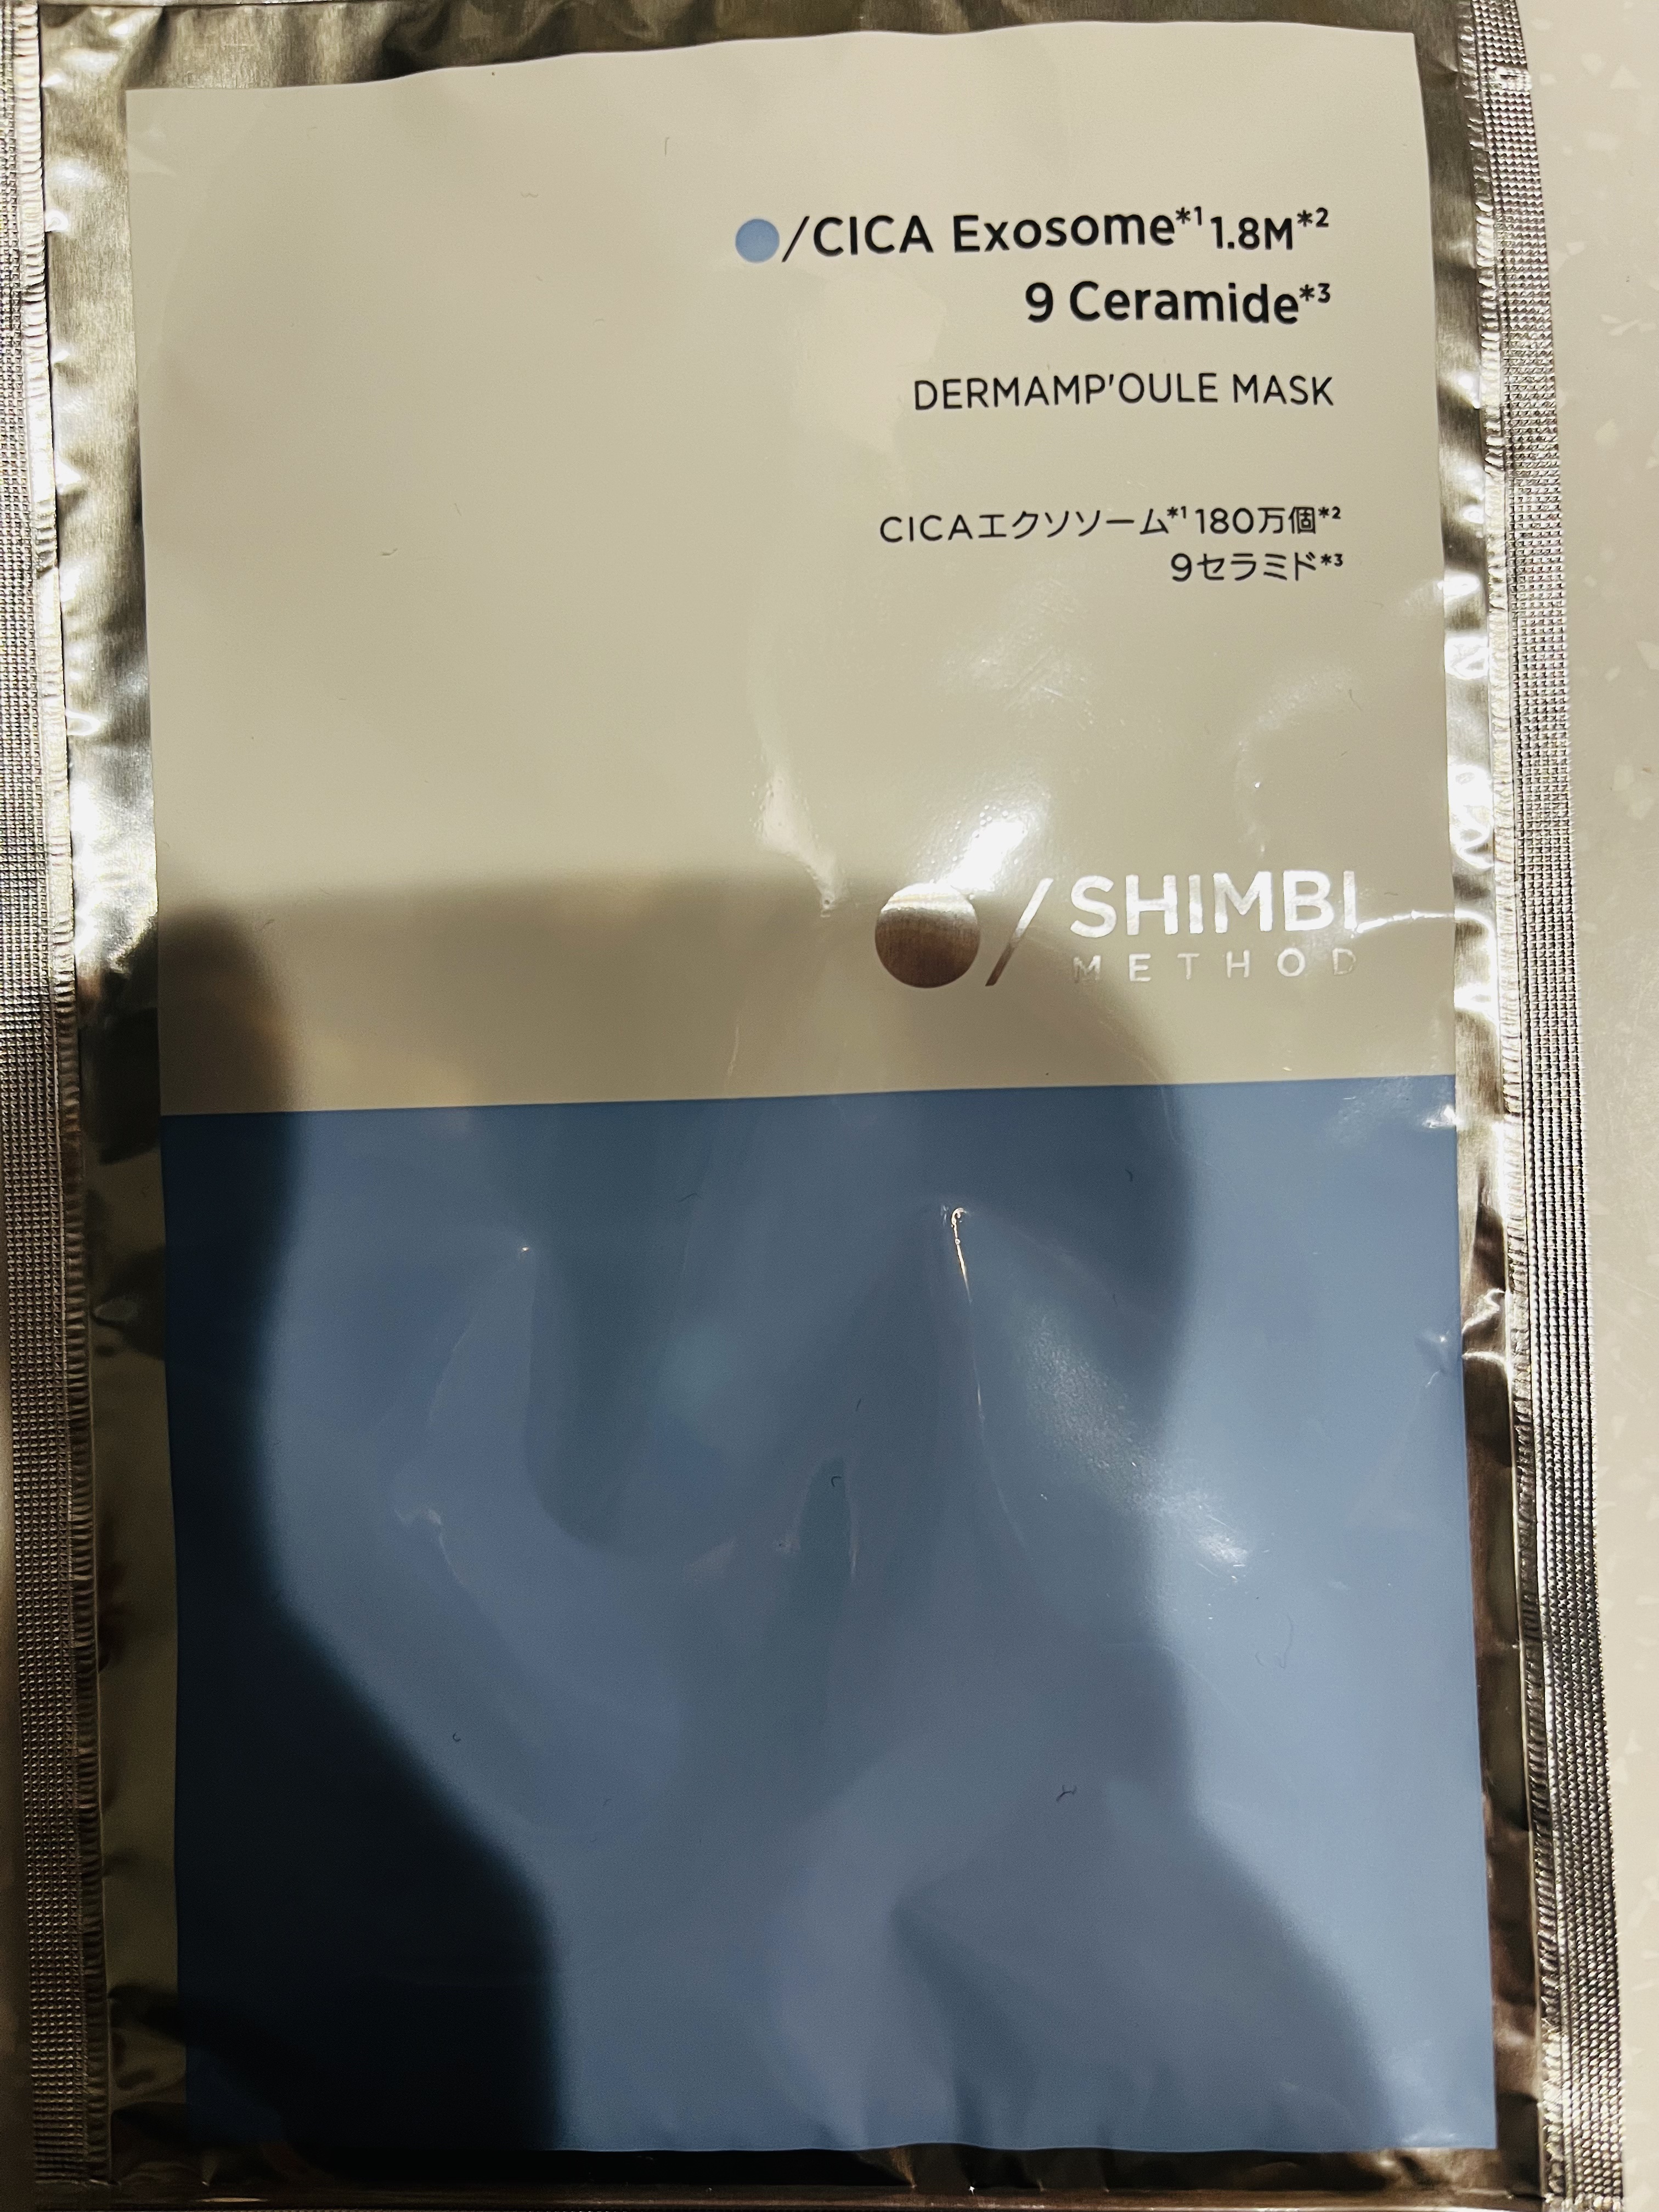 /CICA Exosome*1 1.8M*2
9 Ceramide*3
DERMAMP'OULE MASK
CICAエクソソーム*1 180万個*2
9セラミド*3
/SHIMBI
METHOD